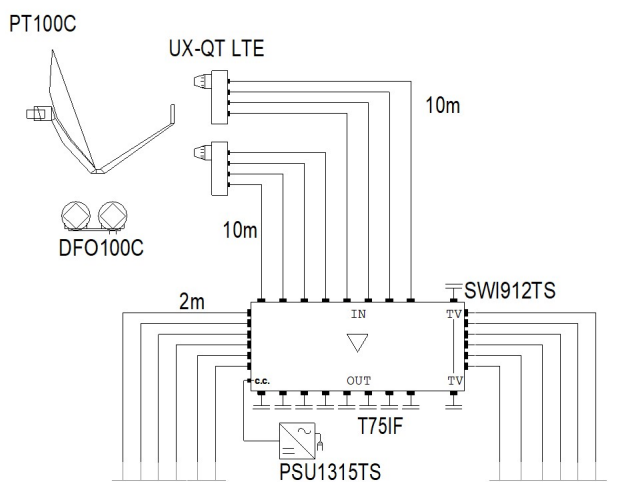 PT100C
UX-QT LTE
10m
DFO100C
10m
2m
SWI912TS
IN
TV
c.c.
OUT
TV
T75IF
PSU1315TS